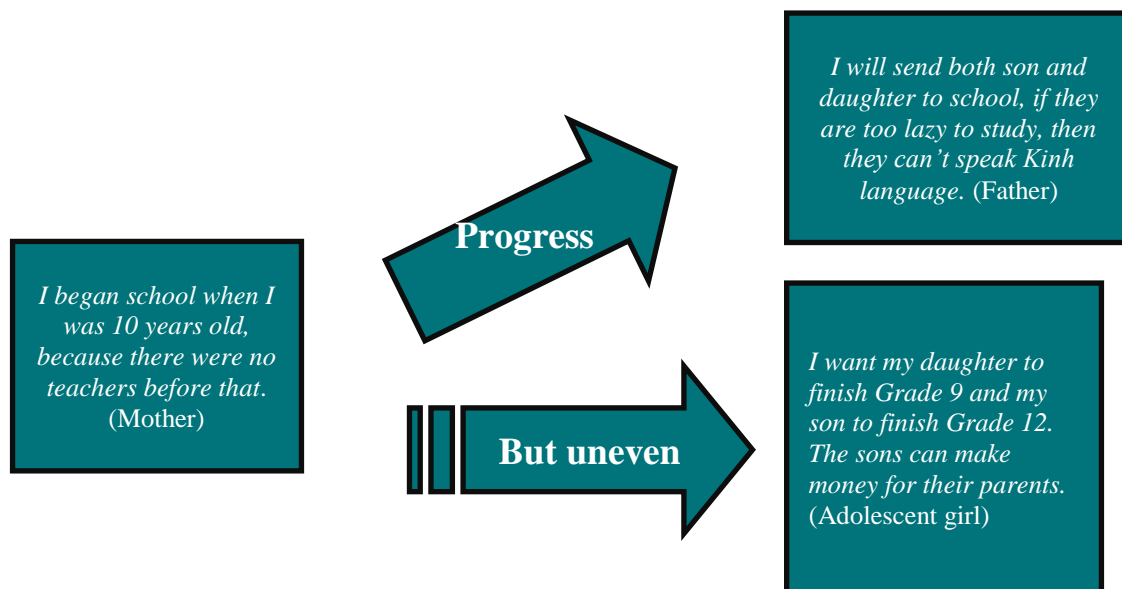 I began school when I
was 10 years old,
because there were no
teachers before that.
(Mother)
Progress
But uneven
I will send both son and
daughter to school, if they
are too lazy to study, then
they can’t speak Kinh
language. (Father)
I want my daughter to
finish Grade 9 and my
son to finish Grade 12.
The sons can make
money for their parents.
(Adolescent girl)